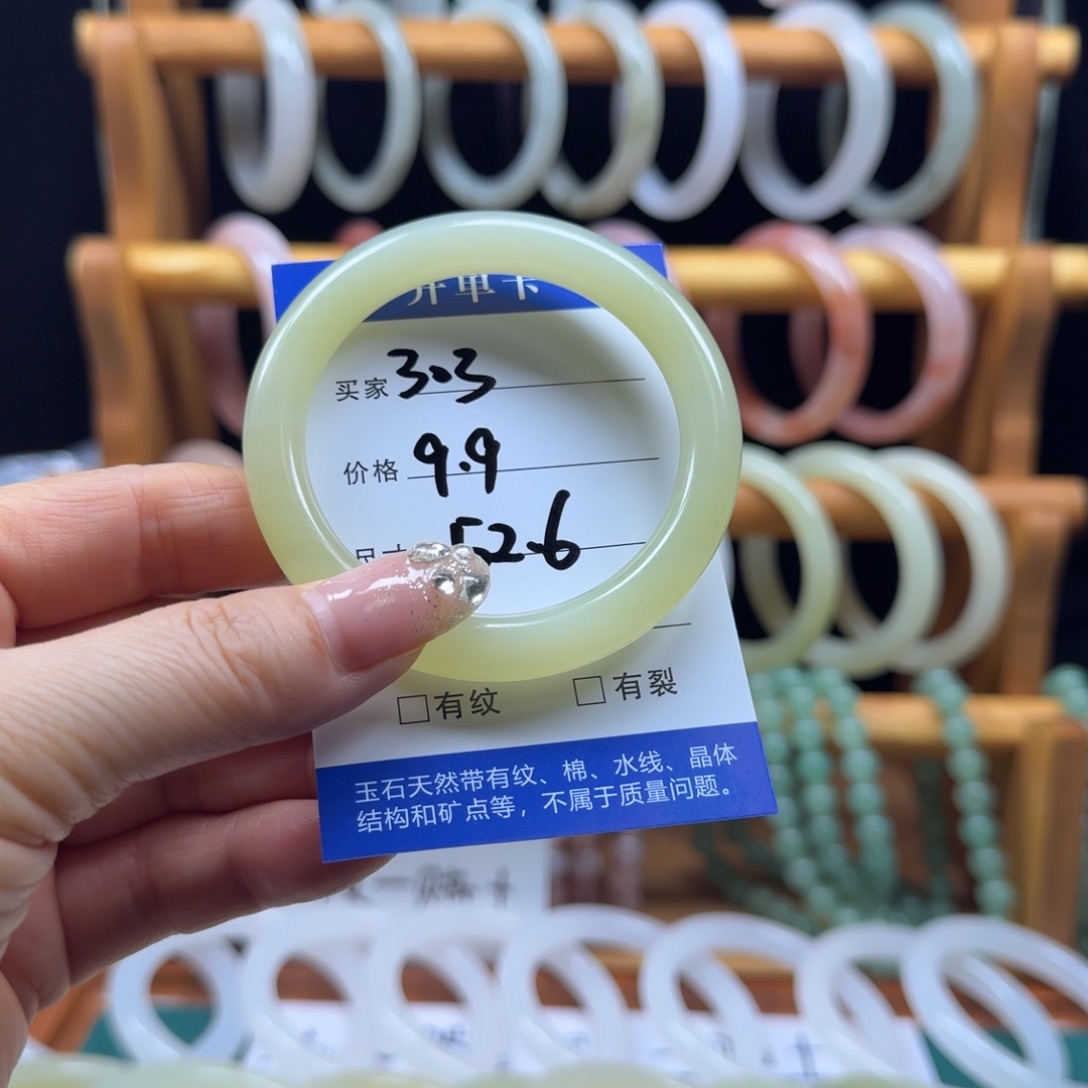 开单卡
买家 3.3
价格 9.9
尺寸 52.6
□有纹 □有裂
玉石天然带有纹、棉、水线、晶体
结构和矿点等，不属于质量问题。